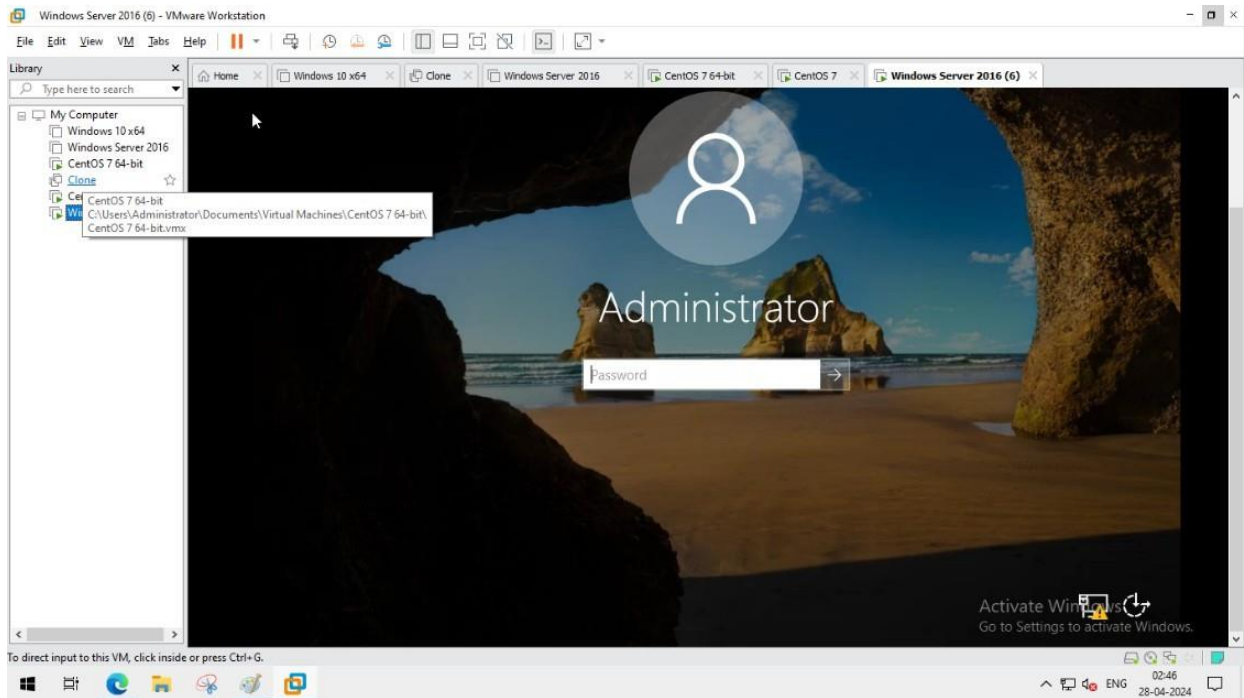 Windows Server 2016 (6) - VMware Workstation
File Edit View VM Tabs Help
Library
Type here to search
Home
Windows 10 x64
Clone
Windows Server 2016
CentOS 7 64-bit
CentOS 7
Windows Server 2016 (6)
My Computer
Windows 10 x64
Windows Server 2016
CentOS 7 64-bit
Clone
Ce
Wi
CentOS 7 64-bit
C:\Users\Administrator\Documents\Virtual Machines\CentOS 7 64-bit\
CentOS 7 64-bit.vmx
Administrator
Password
Activate Windows
Go to Settings to activate Windows.
To direct input to this VM, click inside or press Ctrl+G.
ENG
02:46
28-04-2024